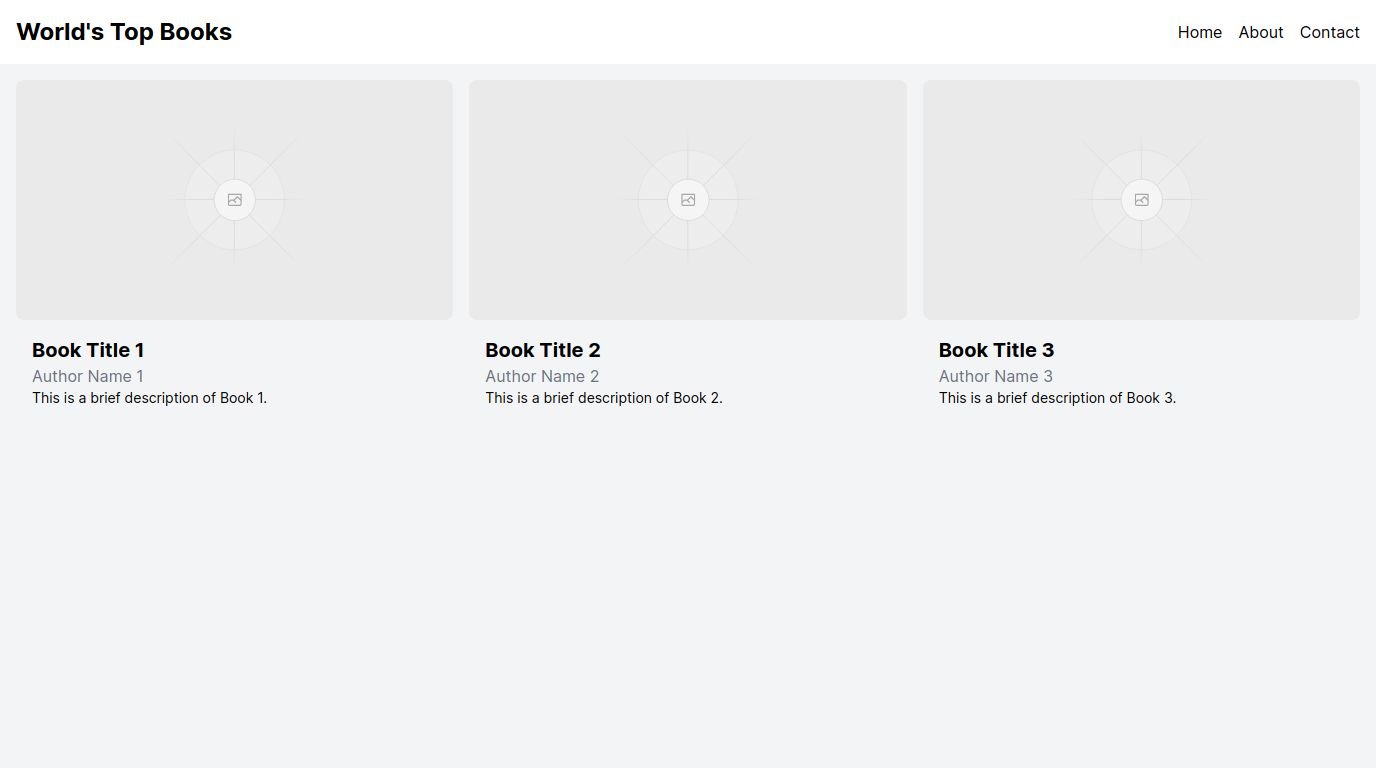 World's Top Books
Home About Contact
Book Title 1
Author Name 1
This is a brief description of Book 1.
Book Title 2
Author Name 2
This is a brief description of Book 2.
Book Title 3
Author Name 3
This is a brief description of Book 3.